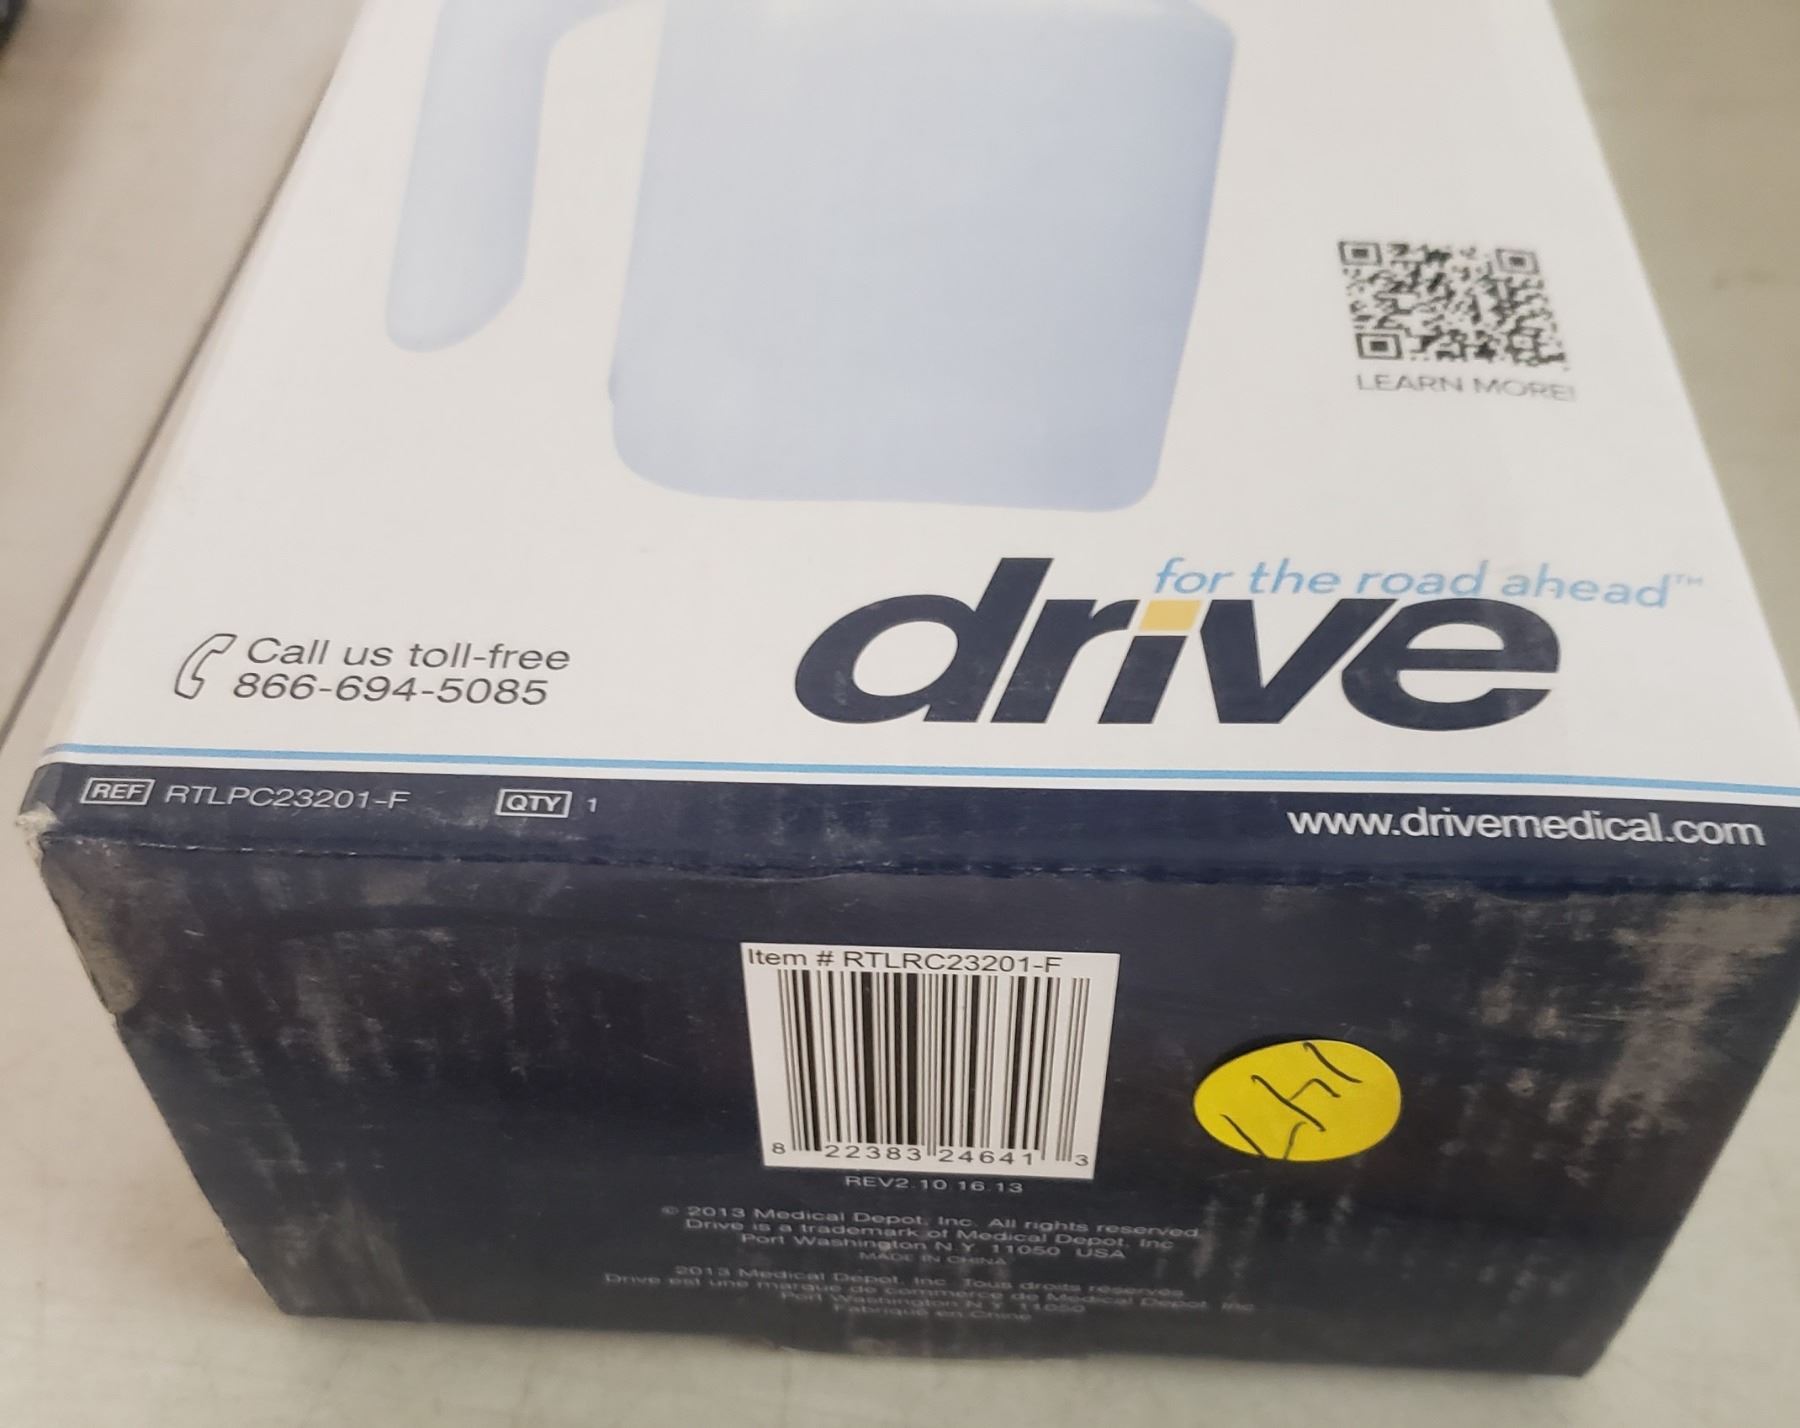 LEARN MORE!
for the road ahead™
drive
Call us toll-free
866-694-5085
REF RTLPC23201-F QTY 1
www.drivemedical.com
Item # RTLRC23201-F
8 22383 24641 3
REV2.10.16.13
© 2013 Medical Depot, Inc. All rights reserved
Drive is a trademark of Medical Depot, Inc
Port Washington N.Y. 11050 USA
MADE IN CHINA
2013 Medical Depot, Inc. Tous droits réservés
Drive est une marque de commerce de Medical Depot Inc
Port Washington N.Y. 11050
Fabriqué en Chine